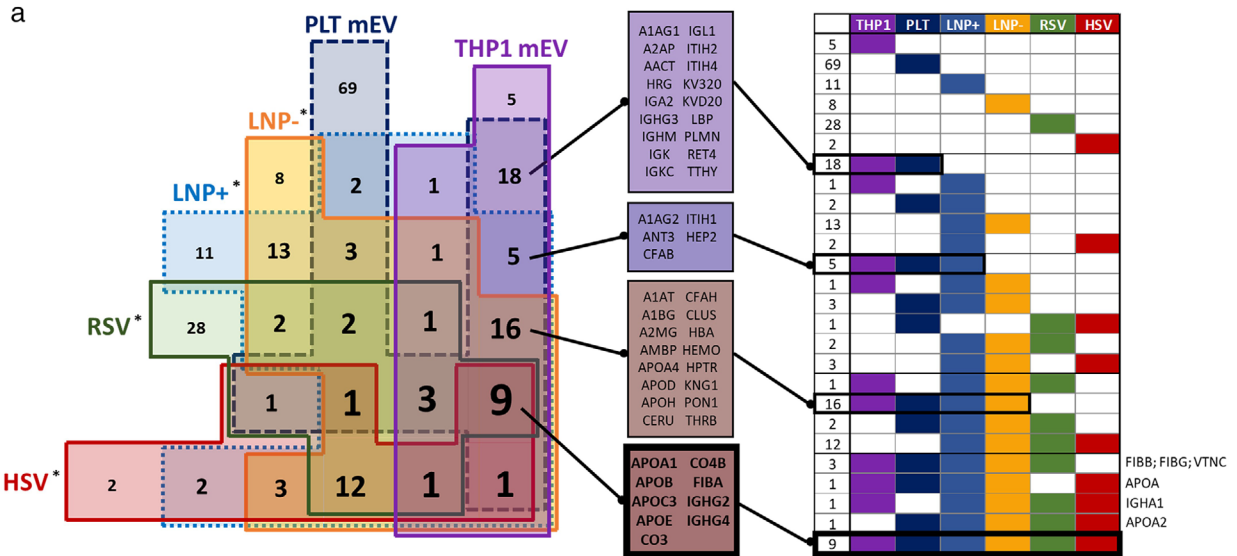 a
PLT mEV
THP1 mEV
LNP-*
LNP+*
RSV*
HSV*
69
5
8
2
1
18
11
13
3
1
5
28
2
2
1
16
1
1
3
9
2
2
3
12
1
1
A1AG1 IGL1
A2AP ITIH2
AACT ITIH4
HRG KV320
IGA2 KVD20
IGHG3 LBP
IGHM PLMN
IGK RET4
IGKC TTHY
A1AG2 ITIH1
ANT3 HEP2
CFAB
A1AT CFAH
A1BG CLUS
A2MG HBA
AMBP HEMO
APOA4 HPTR
APOD KNG1
APOH PON1
CERU THRB
APOA1 CO4B
APOB FIBA
APOC3 IGHG2
APOE IGHG4
CO3
THP1 PLT LNP+ LNP- RSV HSV
5
69
11
8
28
2
18
1
2
13
2
5
1
3
1
2
3
1
16
2
12
3 FIBB; FIBG; VTNC
1 APOA
1 IGHA1
1 APOA2
9